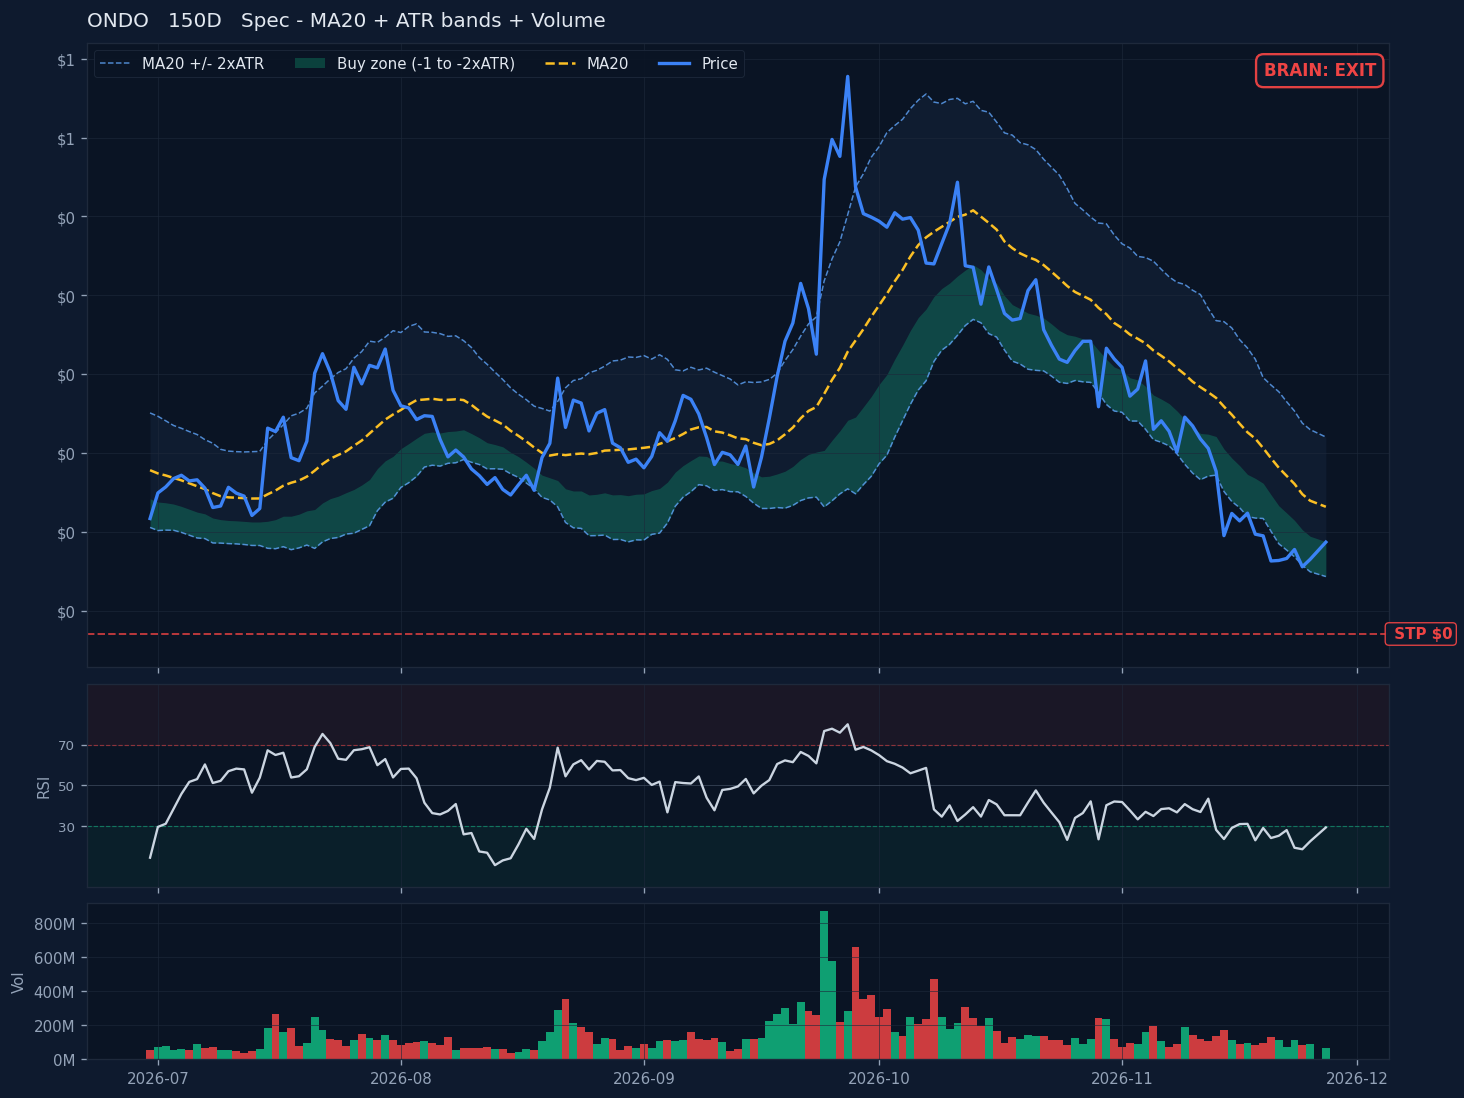 ONDO   150D   Spec - MA20 + ATR bands + Volume
MA20 +/- 2xATR
Buy zone (-1 to -2xATR)
MA20
Price
BRAIN: EXIT
$1
$1
$0
$0
$0
$0
$0
$0
STP $0
RSI
70
50
30
Vol
800M
600M
400M
200M
0M
2026-07
2026-08
2026-09
2026-10
2026-11
2026-12